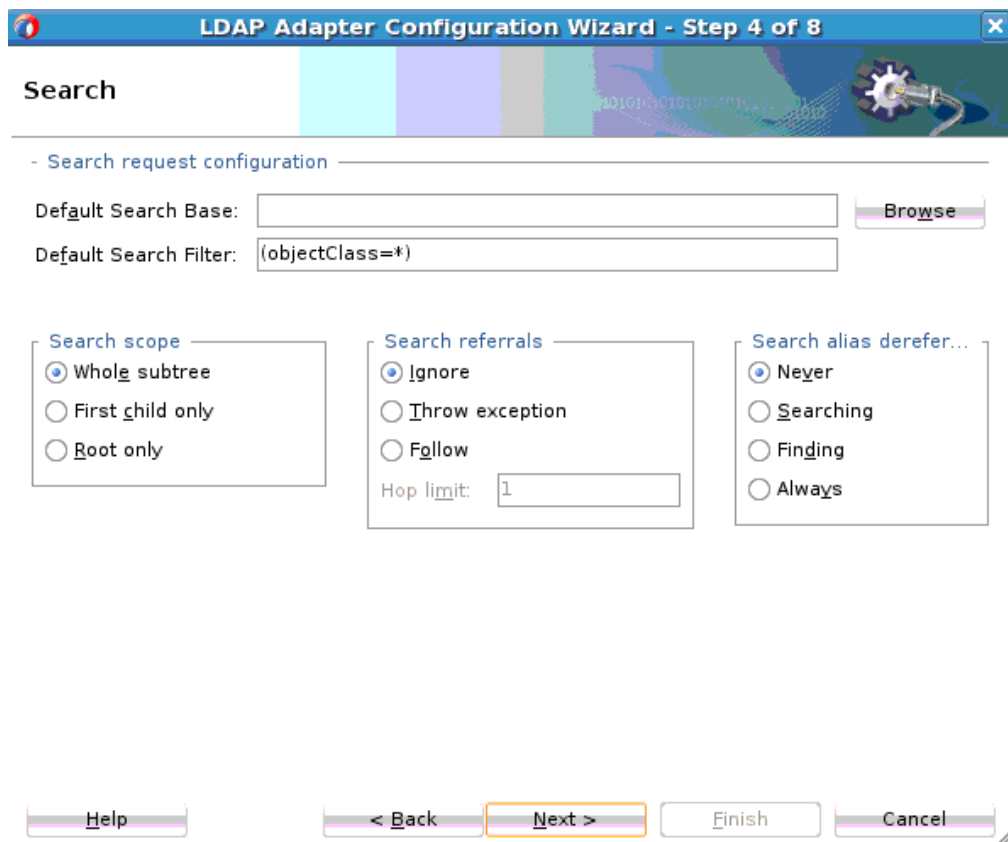 LDAP Adapter Configuration Wizard - Step 4 of 8
Search
Search request configuration
Default Search Base:
Browse
Default Search Filter: (objectClass=*)
Search scope
Whole subtree
First child only
Root only
Search referrals
Ignore
Throw exception
Follow
Hop limit: 1
Search alias derefer...
Never
Searching
Finding
Always
Help < Back Next > Finish Cancel